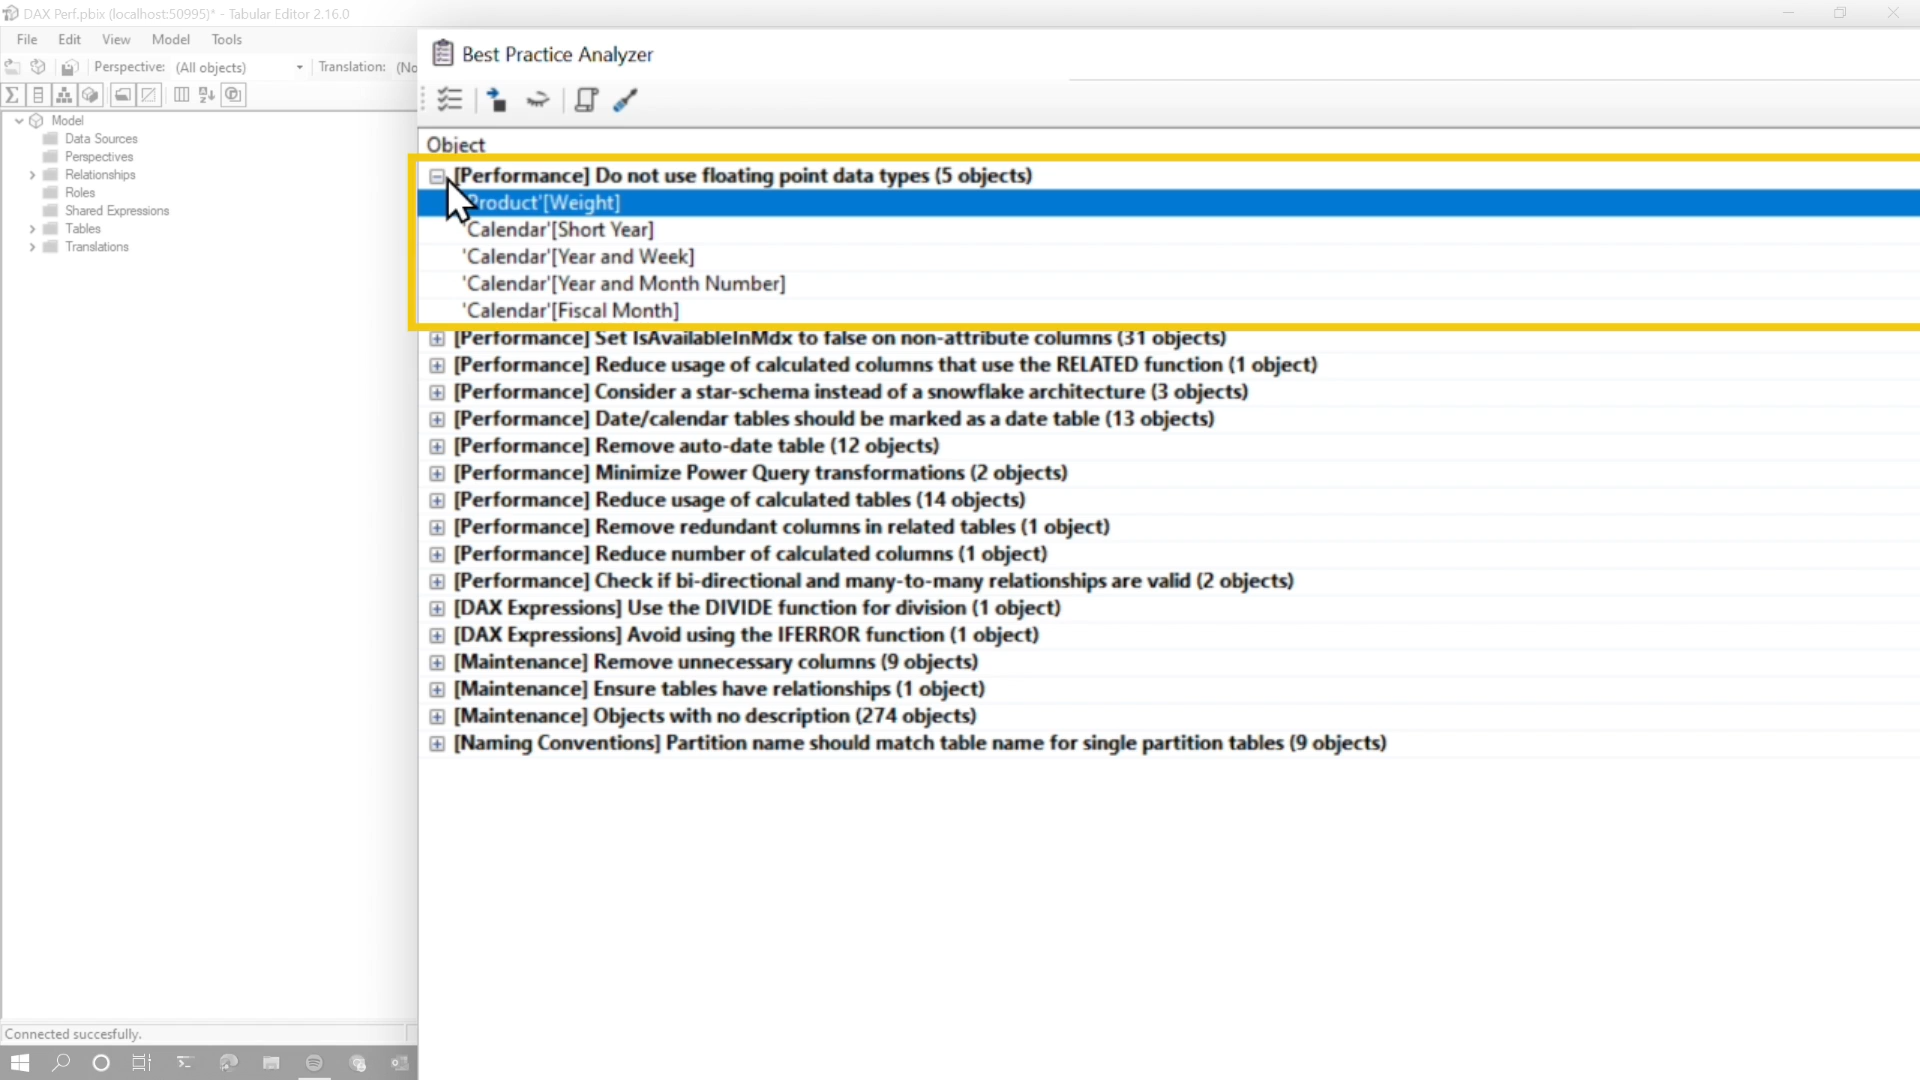 DAX Perf.pbix (localhost:50995)* - Tabular Editor 2.16.0
File Edit View Model Tools
Perspective: (All objects) Translation: (No
Model
Data Sources
Perspectives
Relationships
Roles
Shared Expressions
Tables
Translations
Connected succesfully.
Best Practice Analyzer
Object
[Performance] Do not use floating point data types (5 objects)
Product'[Weight]
'Calendar'[Short Year]
'Calendar'[Year and Week]
'Calendar'[Year and Month Number]
'Calendar'[Fiscal Month]
[Performance] Set IsAvailableInMdx to false on non-attribute columns (31 objects)
[Performance] Reduce usage of calculated columns that use the RELATED function (1 object)
[Performance] Consider a star-schema instead of a snowflake architecture (3 objects)
[Performance] Date/calendar tables should be marked as a date table (13 objects)
[Performance] Remove auto-date table (12 objects)
[Performance] Minimize Power Query transformations (2 objects)
[Performance] Reduce usage of calculated tables (14 objects)
[Performance] Remove redundant columns in related tables (1 object)
[Performance] Reduce number of calculated columns (1 object)
[Performance] Check if bi-directional and many-to-many relationships are valid (2 objects)
[DAX Expressions] Use the DIVIDE function for division (1 object)
[DAX Expressions] Avoid using the IFERROR function (1 object)
[Maintenance] Remove unnecessary columns (9 objects)
[Maintenance] Ensure tables have relationships (1 object)
[Maintenance] Objects with no description (274 objects)
[Naming Conventions] Partition name should match table name for single partition tables (9 objects)